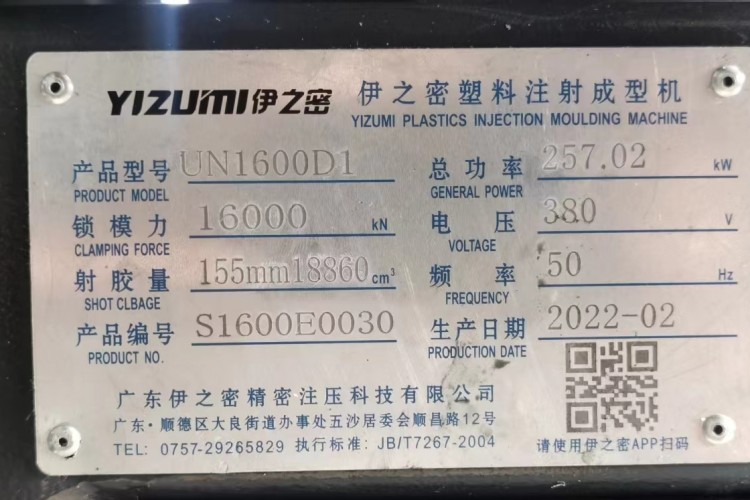 YIZUMI伊之密 伊之密塑料注射成型机
YIZUMI PLASTICS INJECTION MOULDING MACHINE
产品型号 UN1600D1 总功率 257.02 kW
PRODUCT MODEL GENERAL POWER
锁模力 16000 kN 电压 380 V
CLAMPING FORCE VOLTAGE
射胶量 155mm18860 cm³ 频率 50 Hz
SHOT CLBAGE FREQUENCY
产品编号 S1600E0030 生产日期 2022-02
PRODUCT NO. PRODUCTION DATE
广东伊之密精密注压科技有限公司
广东·顺德区大良街道办事处五沙居委会顺昌路12号
TEL: 0757-29265829 执行标准: JB/T7267-2004 请使用伊之密APP扫码